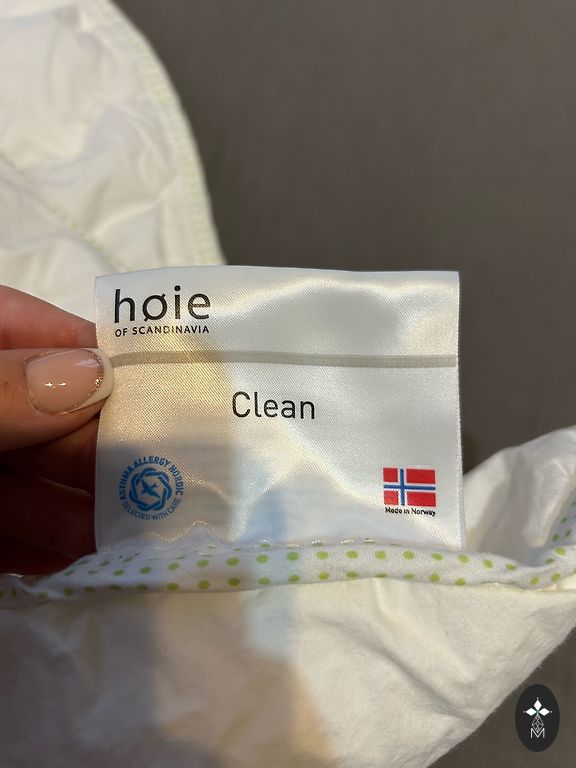 høie
OF SCANDINAVIA
Clean
ASTHMA ALLERGY NORDIC
SELECTED WITH CARE
Made in Norway
M